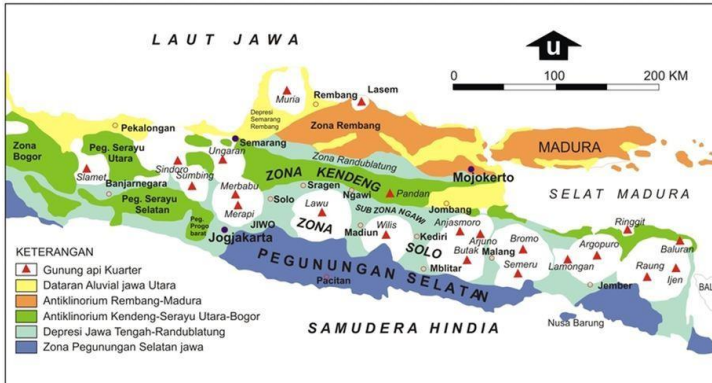 LAUT JAWA
u
0
100
200 KM
Muria
Rembang
Lasem
Depresi
Semarang
Rembang
Zona Rembang
Pekalongan
Semarang
Ungaran
Zona Randublatung
MADURA
Zona
Bogor
Peg. Serayu
Utara
Slamet
Sindoro
Sumbing
Banjarnegara
Peg. Serayu
Selatan
Peg.
Progo
barat
Merbabu
Merapi
Jogjakarta
ZONA KENDENG
Sragen
Ngawi
Pandan
Mojokerto
SELAT MADURA
Solo
Lawu
SUB ZONA NGAWI
Jombang
JIWO
ZONA
Madiun
Wilis
Kediri
SOLO
Anjasmoro
Arjuno
Butak
Malang
Mblitar
Bromo
Semeru
Lamongan
Argopuro
Ringgit
Baluran
Raung
Ijen
BAL
Jember
Nusa Barung
PEGUNUNGAN SELATAN
Pacitan
SAMUDERA HINDIA
KETERANGAN
Gunung api Kuarter
Dataran Aluvial jawa Utara
Antiklinorium Rembang-Madura
Antiklinorium Kendeng-Serayu Utara-Bogor
Depresi Jawa Tengah-Randublatung
Zona Pegunungan Selatan jawa